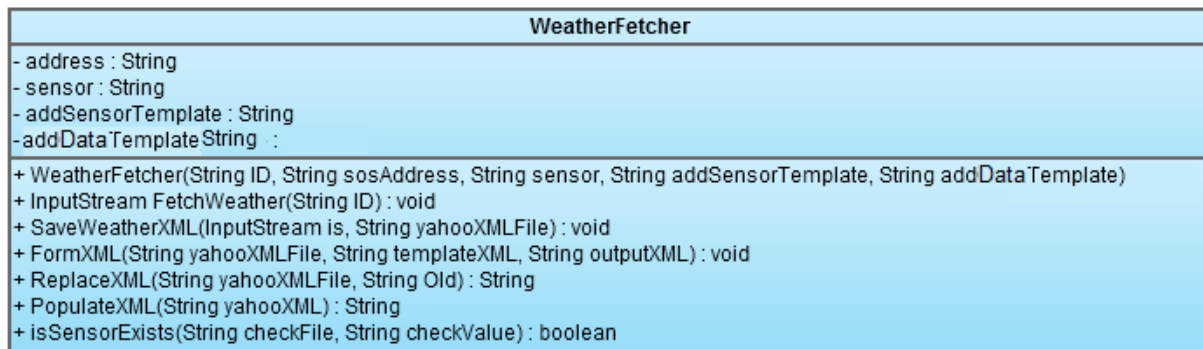 WeatherFetcher
- address : String
- sensor : String
- addSensorTemplate : String
-addDataTemplateString :
+ WeatherFetcher(String ID, String sosAddress, String sensor, String addSensorTemplate, String addDataTemplate)
+ InputStream FetchWeather(String ID) : void
+ SaveWeatherXML(InputStream is, String yahooXMLFile) : void
+ FormXML(String yahooXMLFile, String templateXML, String outputXML) : void
+ ReplaceXML(String yahooXMLFile, String Old) : String
+ PopulateXML(String yahooXML) : String
+ isSensorExists(String checkFile, String checkValue) : boolean